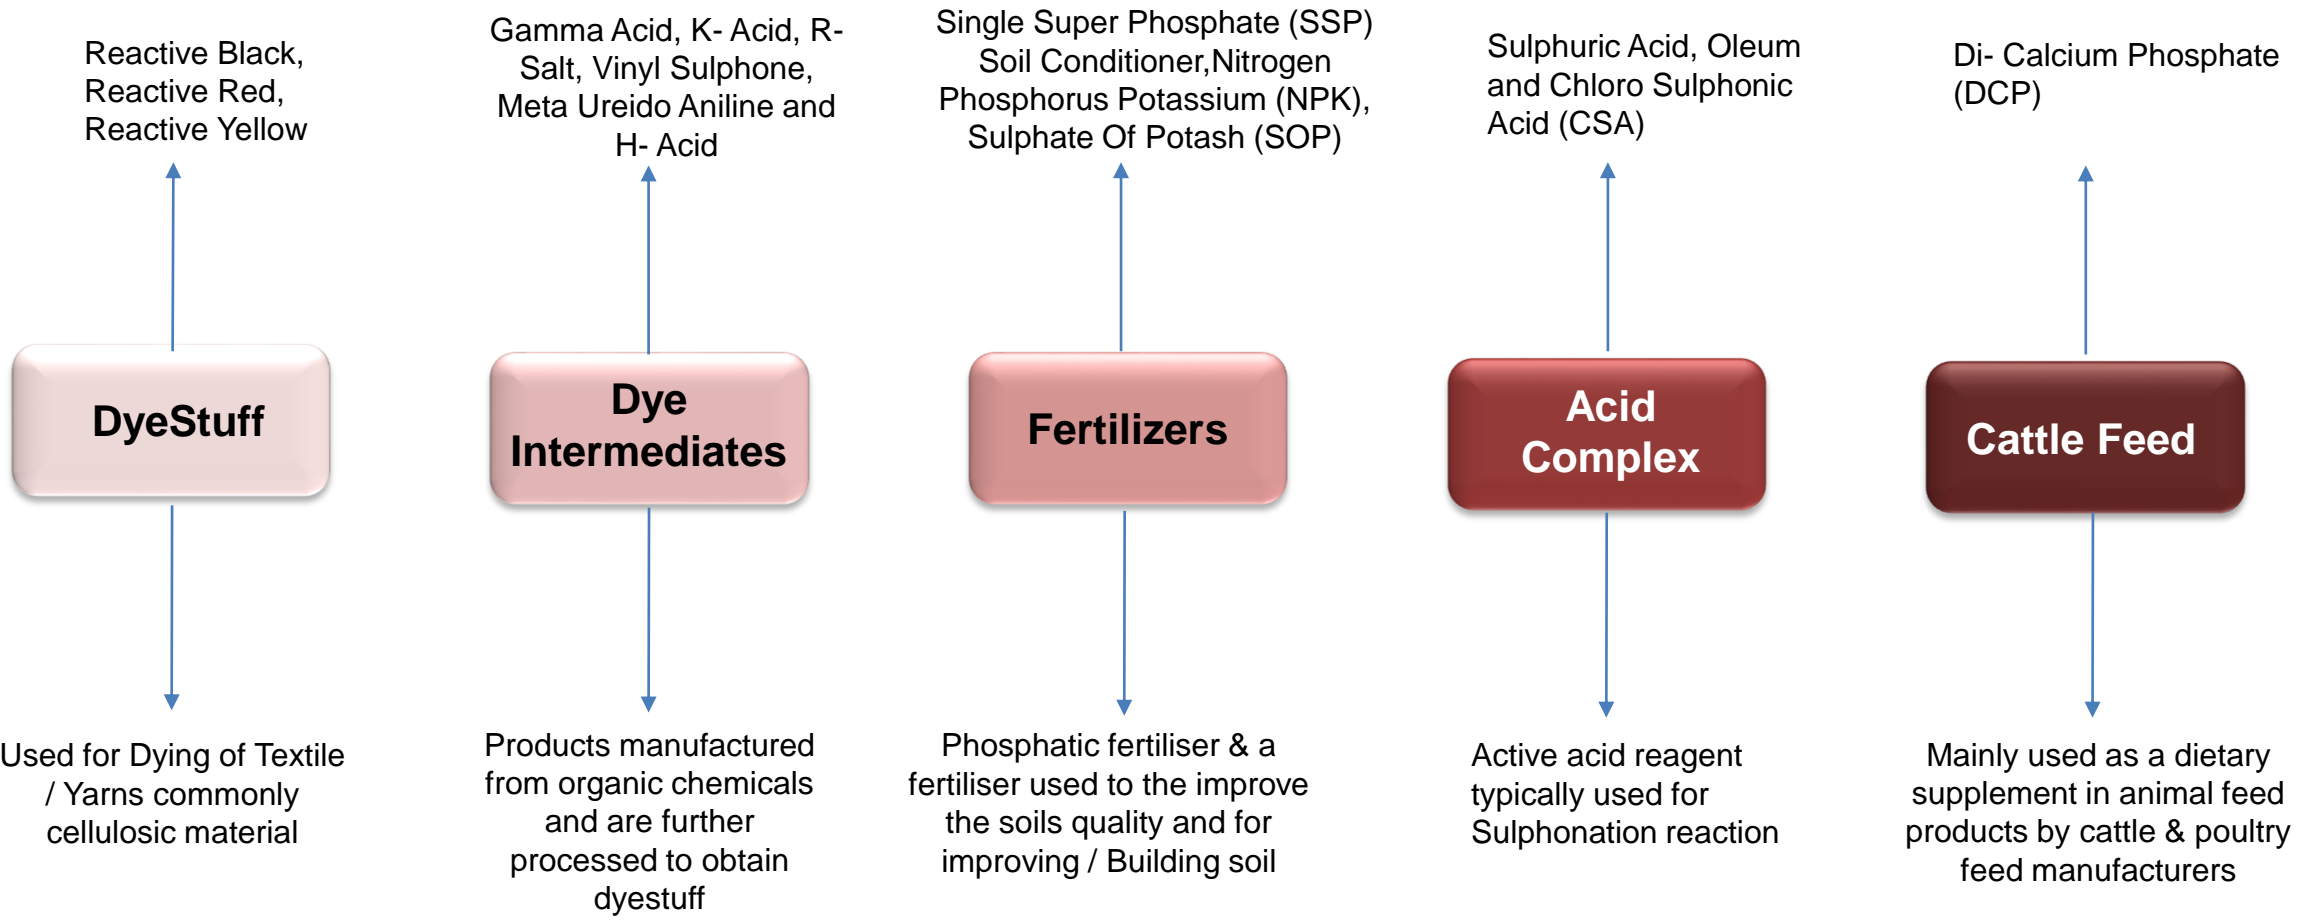 Reactive Black,
Reactive Red,
Reactive Yellow
Gamma Acid, K- Acid, R-
Salt, Vinyl Sulphone,
Meta Ureido Aniline and
H- Acid
Single Super Phosphate (SSP)
Soil Conditioner,Nitrogen
Phosphorus Potassium (NPK),
Sulphate Of Potash (SOP)
Sulphuric Acid, Oleum
and Chloro Sulphonic
Acid (CSA)
Di- Calcium Phosphate
(DCP)
DyeStuff
Dye
Intermediates
Fertilizers
Acid
Complex
Cattle Feed
Used for Dying of Textile
/ Yarns commonly
cellulosic material
Products manufactured
from organic chemicals
and are further
processed to obtain
dyestuff
Phosphatic fertiliser & a
fertiliser used to the improve
the soils quality and for
improving / Building soil
Active acid reagent
typically used for
Sulphonation reaction
Mainly used as a dietary
supplement in animal feed
products by cattle & poultry
feed manufacturers